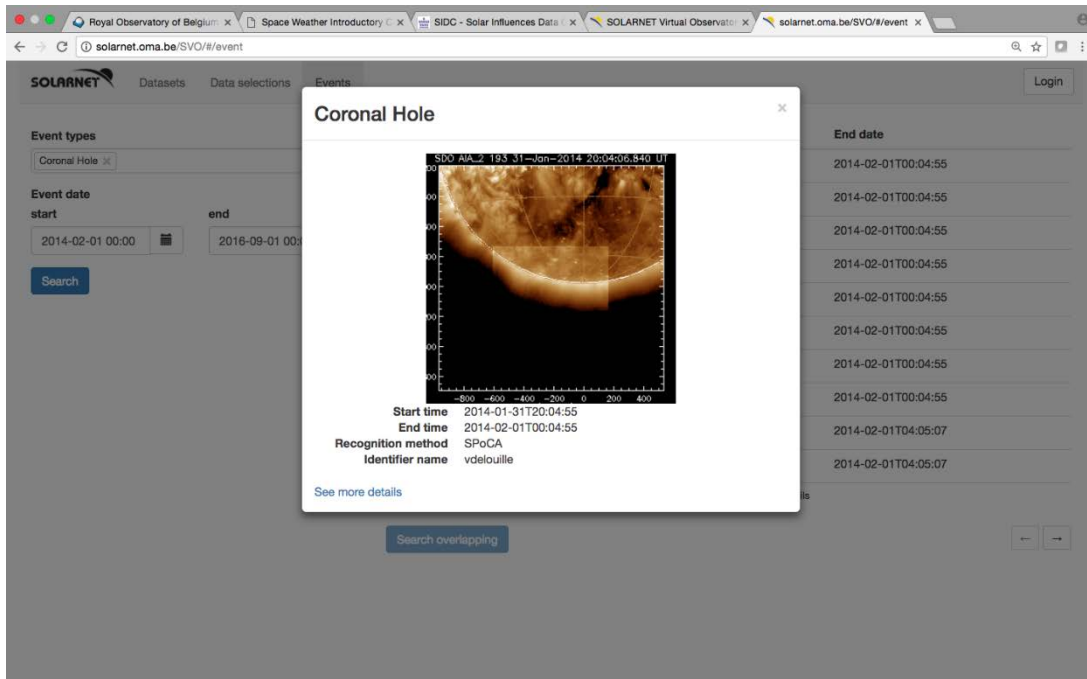 Royal Observatory of Belgium
Space Weather Introductory C
SIDC - Solar Influences Data
SOLARNET Virtual Observator
solarnet.oma.be/SVO/#/event
solarnet.oma.be/SVO/#/event
SOLARNET
Datasets
Data selections
Events
Login
Coronal Hole
×
Event types
Coronal Hole ×
Event date
start
end
2014-02-01 00:00
2016-09-01 00:
Search
SDO AIA_2 193 31-Jan-2014 20:04:06.840 UT
-800 -600 -400 -200 0 200 400
Start time 2014-01-31T20:04:55
End time 2014-02-01T00:04:55
Recognition method SPoCA
Identifier name vdelouille
See more details
End date
2014-02-01T00:04:55
2014-02-01T00:04:55
2014-02-01T00:04:55
2014-02-01T00:04:55
2014-02-01T00:04:55
2014-02-01T00:04:55
2014-02-01T00:04:55
2014-02-01T00:04:55
2014-02-01T04:05:07
2014-02-01T04:05:07
ils
Search overlapping
← →